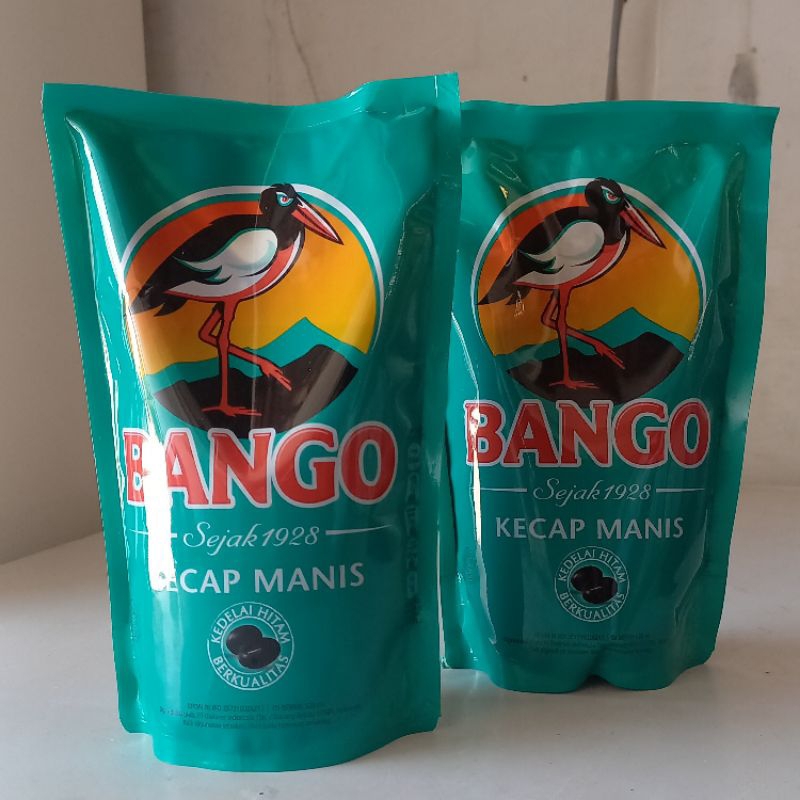 BANGO
Sejak 1928
KECAP MANIS
KEDELAI HITAM
BERKUALITAS
BANGO
Sejak 1928
KECAP MANIS
KEDELAI HITAM
BERKUALITAS